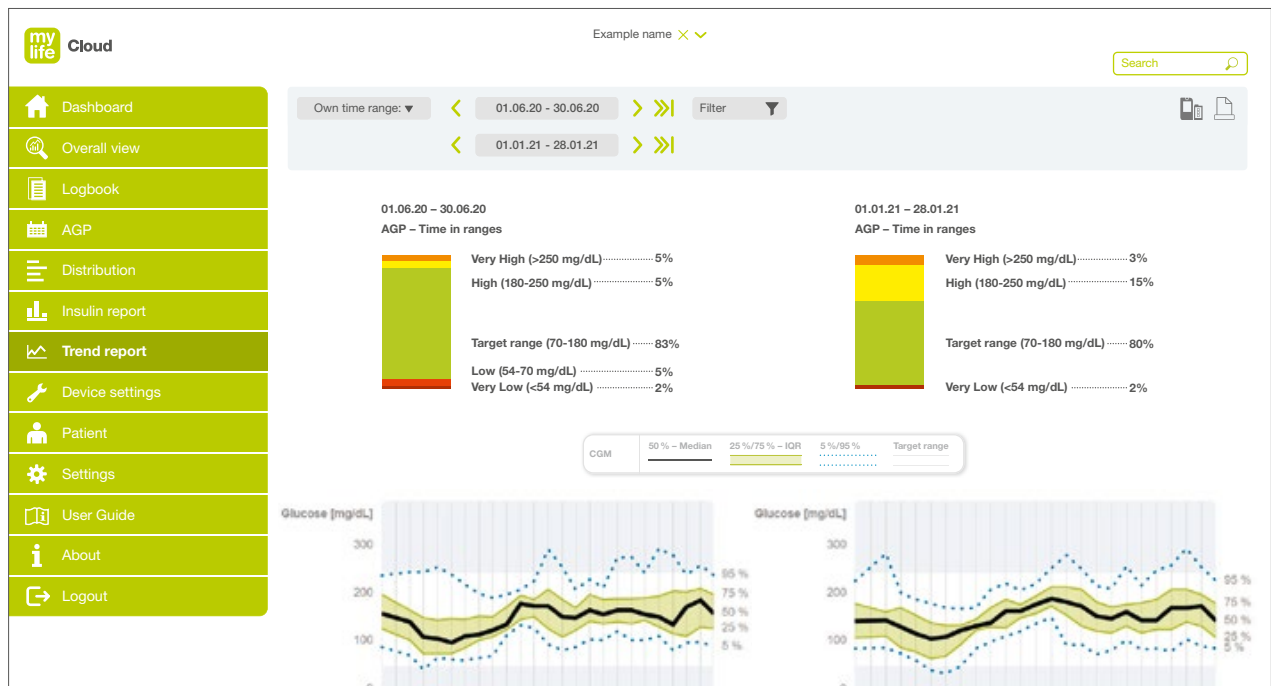 my
life
Cloud
Example name
Search
Dashboard
Overall view
Logbook
AGP
Distribution
Insulin report
Trend report
Device settings
Patient
Settings
User Guide
About
Logout
Own time range:
01.06.20 - 30.06.20
Filter
01.01.21 - 28.01.21
01.06.20 – 30.06.20
AGP – Time in ranges
Very High (>250 mg/dL) 5%
High (180-250 mg/dL) 5%
Target range (70-180 mg/dL) 83%
Low (54-70 mg/dL) 5%
Very Low (<54 mg/dL) 2%
01.01.21 – 28.01.21
AGP – Time in ranges
Very High (>250 mg/dL) 3%
High (180-250 mg/dL) 15%
Target range (70-180 mg/dL) 80%
Very Low (<54 mg/dL) 2%
CGM
50 % – Median
25 %/75 % – IQR
5 %/95 %
Target range
Glucose [mg/dL]
300
200
100
95 %
75 %
50 %
25 %
5 %
Glucose [mg/dL]
300
200
100
95 %
75 %
50 %
25 %
5 %